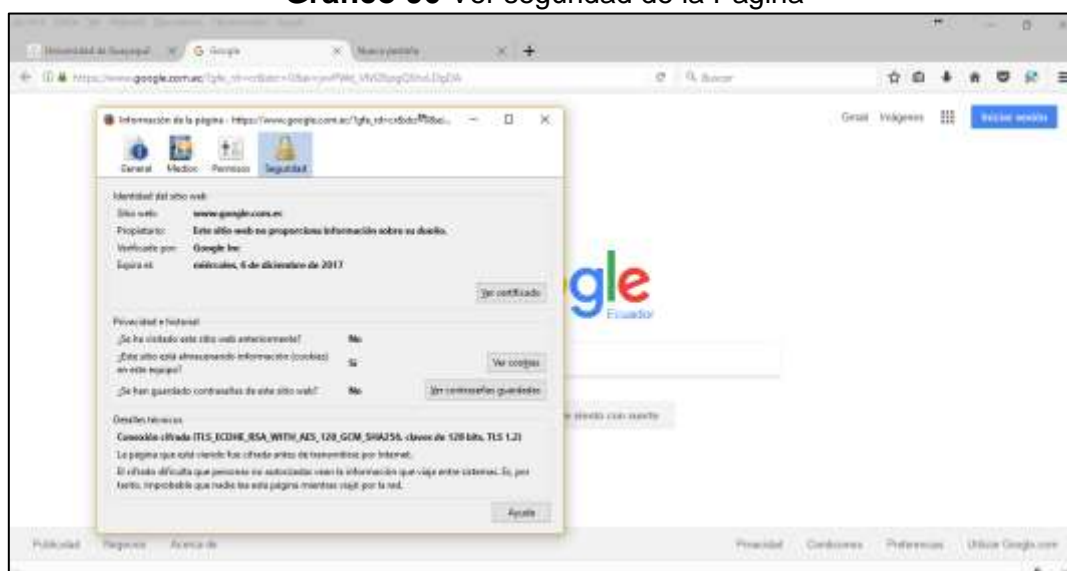 Ver seguridad de la Página
Universidad de Guayaquil
Google
Nueva pestaña
https://www.google.com.ec/
Buscar
Información de la página - https://www.google.com.ec/
Gmail Imágenes Iniciar sesión
General Medios Permisos Seguridad
Identidad del sitio web
Sitio web: www.google.com.ec
Propietario: Este sitio web no proporciona información sobre su dueño.
Verificado por: Google Inc
Expira el: miércoles, 6 de diciembre de 2017
Ver certificado
gle
Ecuador
Privacidad e historial
¿Se ha visitado este sitio web anteriormente? No
¿Este sitio está almacenando información (cookies) Sí Ver cookies
en este equipo?
¿Se han guardado contraseñas de este sitio web? No Ver contraseñas guardadas
siento con suerte
Detalles técnicos
Conexión cifrada (TLS_ECDHE_RSA_WITH_AES_128_GCM_SHA256, claves de 128 bits, TLS 1.2)
La página que está viendo fue cifrada antes de transmitirse por Internet.
El cifrado dificulta que personas no autorizadas vean la información que viaja entre sistemas. Es, por
tanto, improbable que nadie lea esta página mientras viajó por la red.
Ayuda
Publicidad Negocios Acerca de Privacidad Condiciones Preferencias Utilizar Google.com